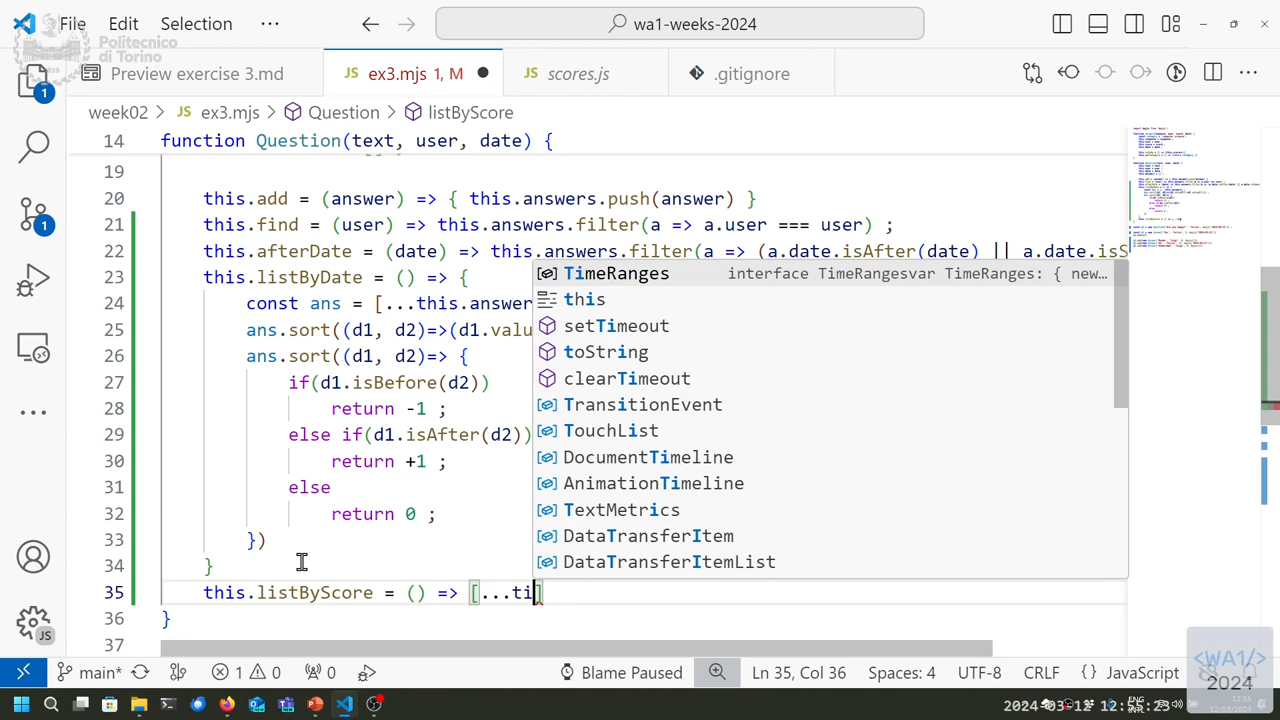 File Edit Selection ··· wa1-weeks-2024
Politecnico
di Torino
Preview exercise 3.md JS ex3.mjs 1, M JS scores.js .gitignore
week02 > JS ex3.mjs > Question > listByScore
14 function Question(text, user, date) {
19
20 this.add = (answer) => { this.answers.push(answer) }
21 this.find = (user) => this.answers.filter(a => a.user === user) ;
22 this.afterDate = (date) => this.answers.filter(a => a.date.isAfter(date) || a.date.isS
23 this.listByDate = () => {
24 const ans = [...this.answer
25 ans.sort((d1, d2)=>(d1.valu
26 ans.sort((d1, d2)=> {
27 if(d1.isBefore(d2))
28 return -1 ;
29 else if(d1.isAfter(d2))
30 return +1 ;
31 else
32 return 0 ;
33 })
34 }
35 this.listByScore = () => [...ti]
36 }
37
TimeRanges interface TimeRangesvar TimeRanges: { new…
this
setTimeout
toString
clearTimeout
TransitionEvent
TouchList
DocumentTimeline
AnimationTimeline
TextMetrics
DataTransferItem
DataTransferItemList
1
1
JS
main* 1 0 0 Blame Paused Ln 35, Col 36 Spaces: 4 UTF-8 CRLF {} JavaScript
<WA1/>
2024